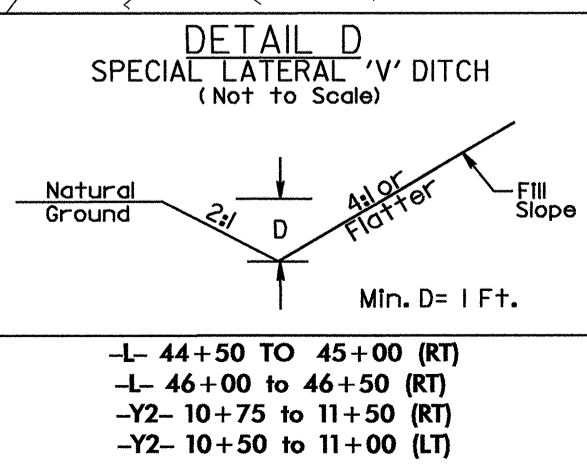 DETAIL D
SPECIAL LATERAL 'V' DITCH
(Not to Scale)
Natural
Ground
2:1
D
4:1 or
Flatter
Fill
Slope
Min. D= 1 Ft.
-L- 44+50 TO 45+00 (RT)
-L- 46+00 to 46+50 (RT)
-Y2- 10+75 to 11+50 (RT)
-Y2- 10+50 to 11+00 (LT)